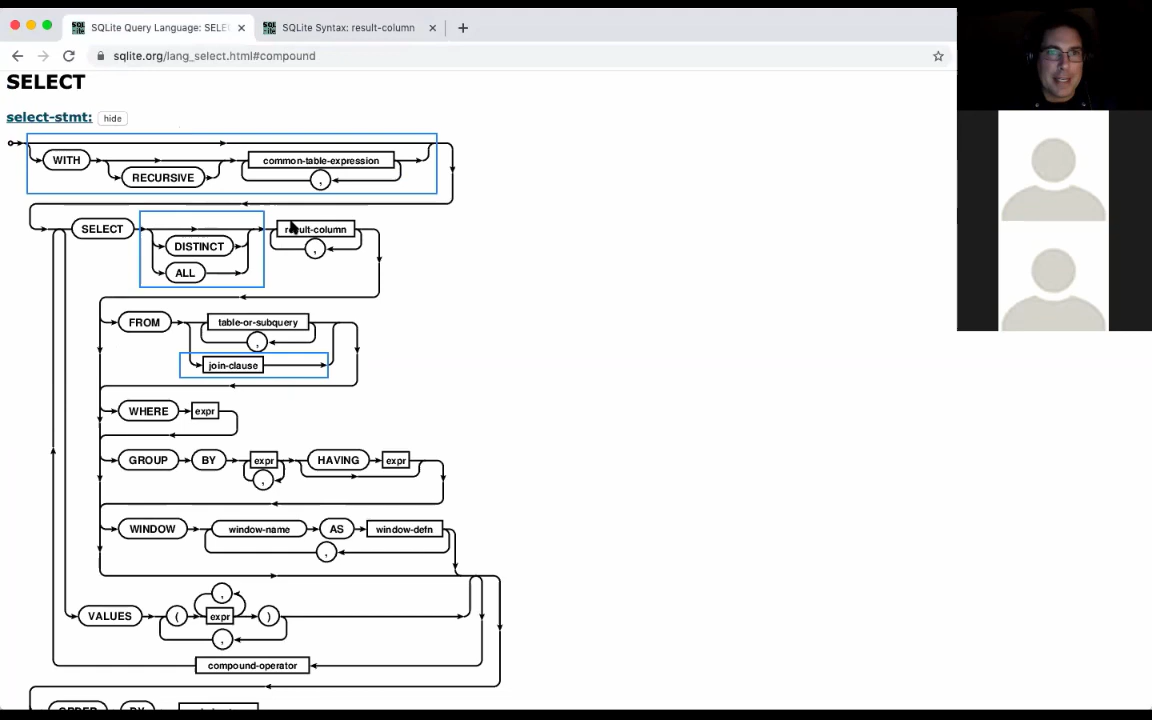 SQLite Query Language: SELE
SQLite Syntax: result-column
sqlite.org/lang_select.html#compound
SELECT
select-stmt: hide
WITH
RECURSIVE
common-table-expression
,
SELECT
DISTINCT
ALL
result-column
,
FROM
table-or-subquery
,
join-clause
WHERE expr
GROUP BY expr HAVING expr
,
WINDOW window-name AS window-defn
,
,
VALUES ( expr )
,
compound-operator
ORDER BY